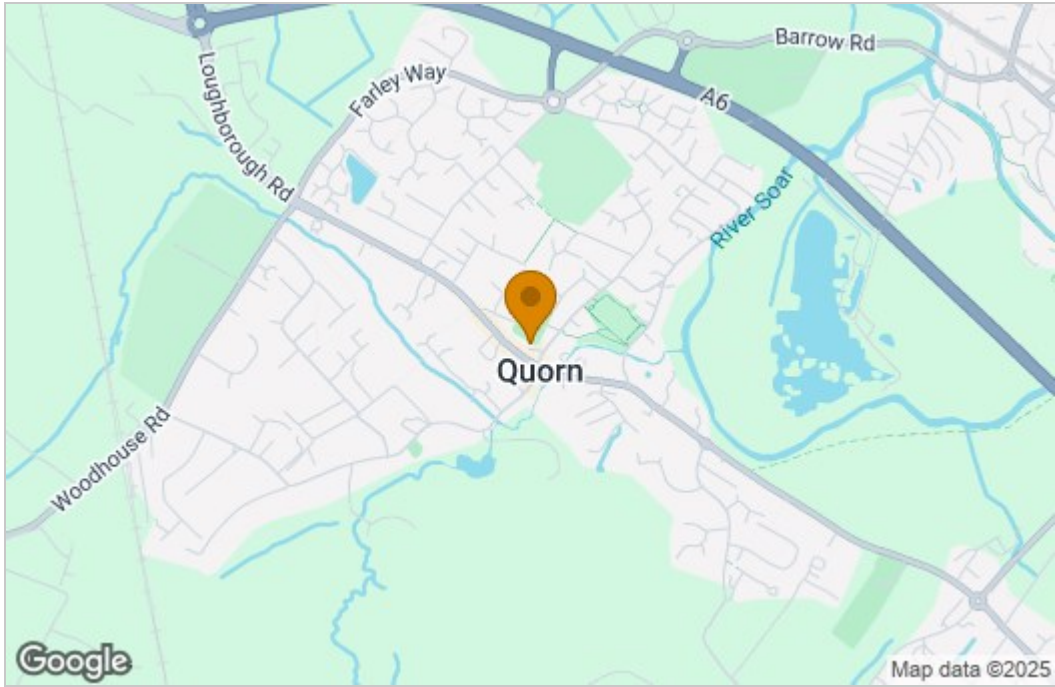 Barrow Rd
Farley Way
A6
Loughborough Rd
River Soar
Quorn
Woodhouse Rd
Google
Map data ©2025